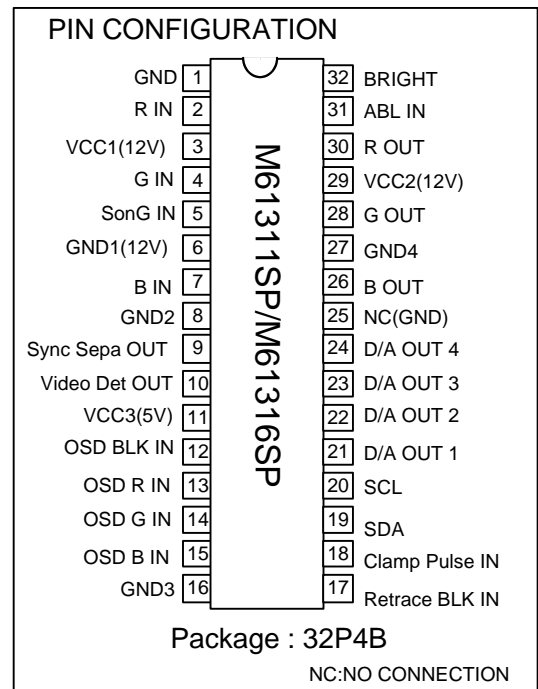 PIN CONFIGURATION
GND 1
R IN 2
VCC1(12V) 3
G IN 4
SonG IN 5
GND1(12V) 6
B IN 7
GND2 8
Sync Sepa OUT 9
Video Det OUT 10
VCC3(5V) 11
OSD BLK IN 12
OSD R IN 13
OSD G IN 14
OSD B IN 15
GND3 16
M61311SP/M61316SP
32 BRIGHT
31 ABL IN
30 R OUT
29 VCC2(12V)
28 G OUT
27 GND4
26 B OUT
25 NC(GND)
24 D/A OUT 4
23 D/A OUT 3
22 D/A OUT 2
21 D/A OUT 1
20 SCL
19 SDA
18 Clamp Pulse IN
17 Retrace BLK IN
Package : 32P4B
NC:NO CONNECTION